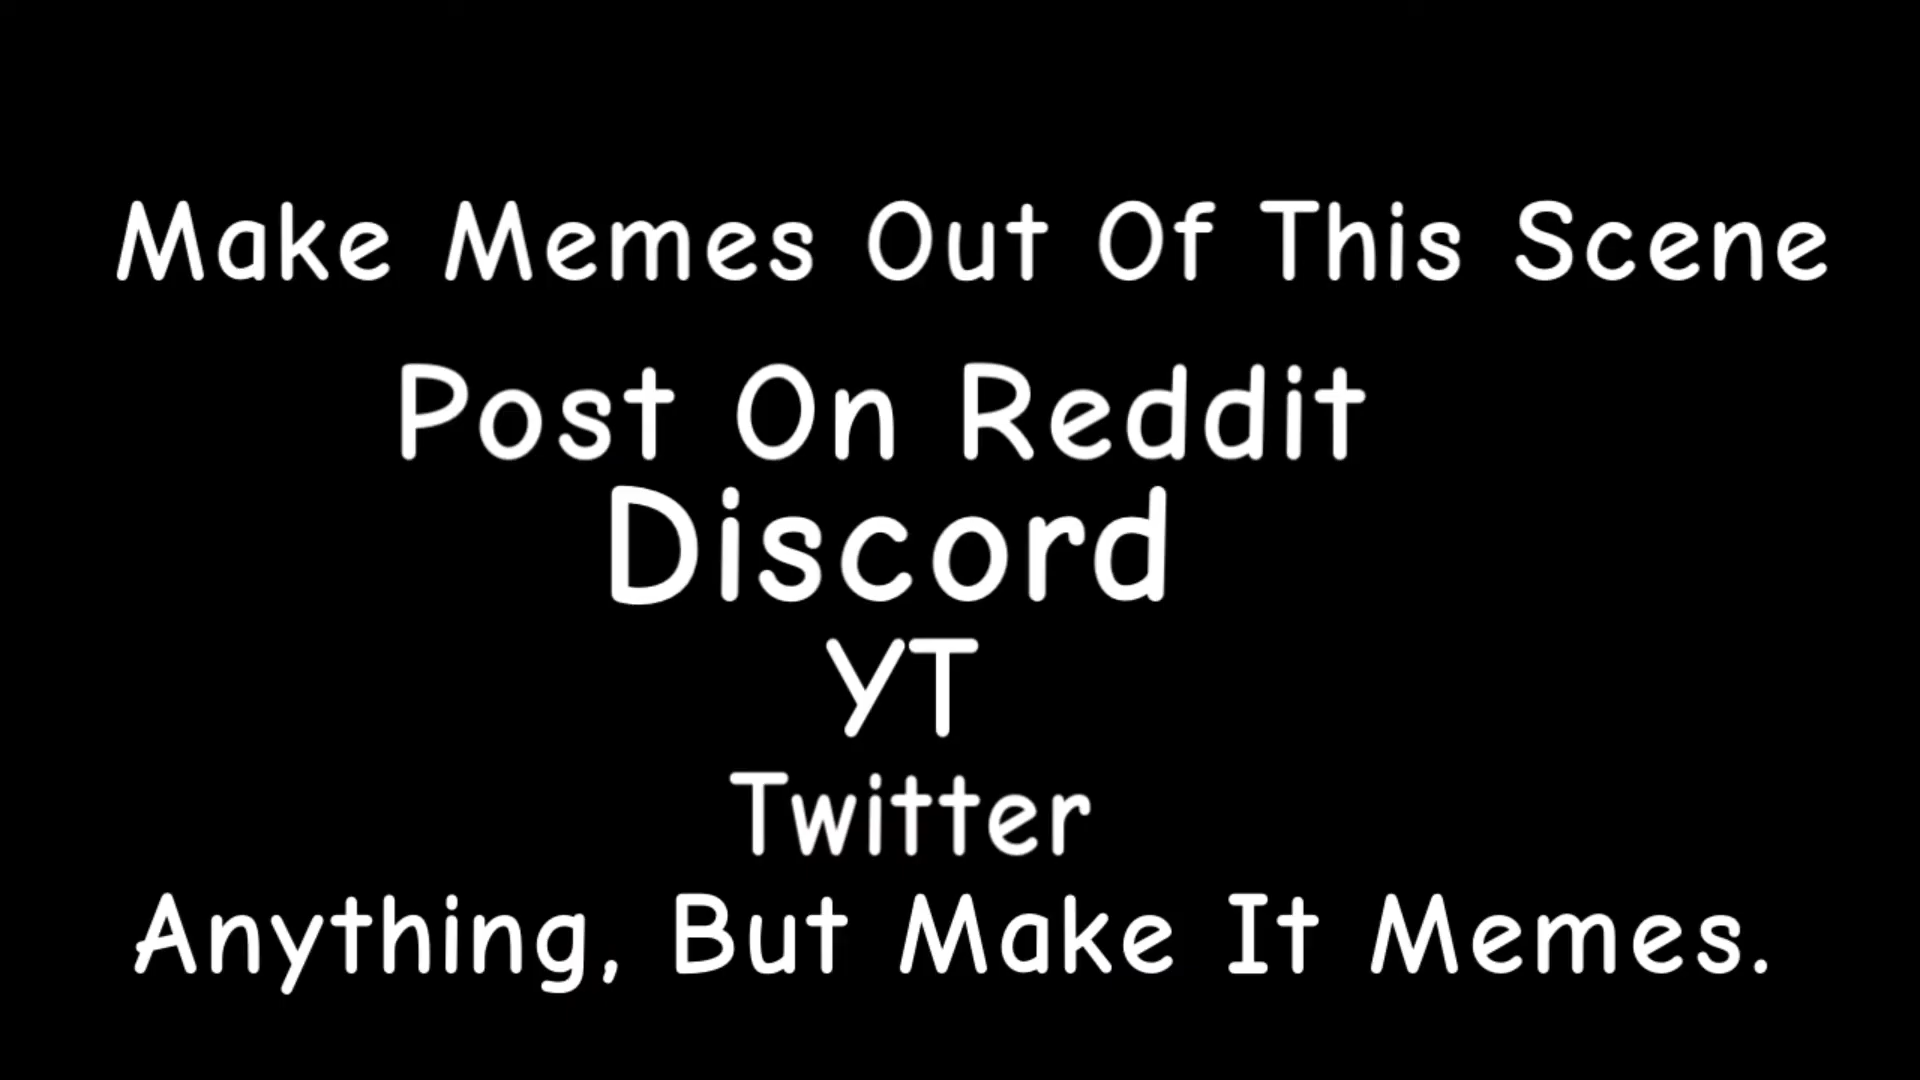 Make Memes Out Of This Scene
Post On Reddit
Discord
YT
Twitter
Anything, But Make It Memes.